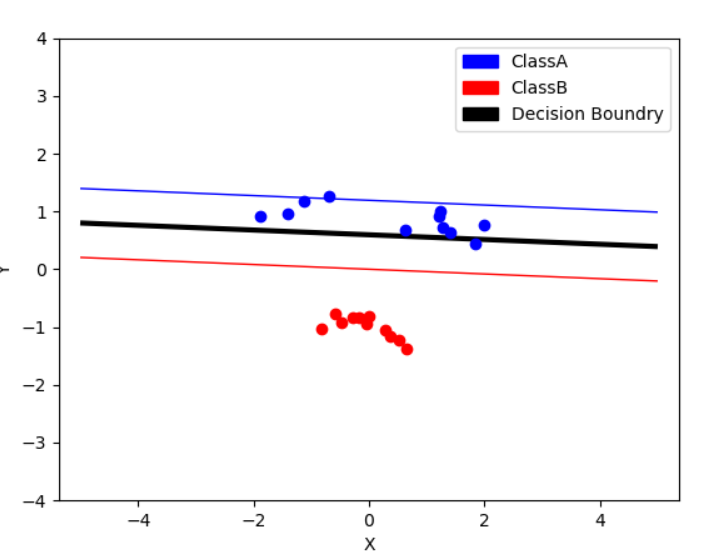 ClassA
ClassB
Decision Boundry
4
3
2
1
0
−1
−2
−3
−4
Y
−4 −2 0 2 4
X